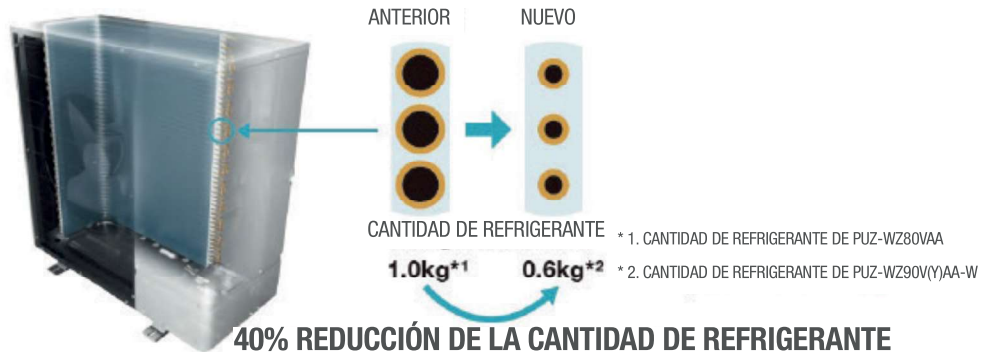 ANTERIOR NUEVO
CANTIDAD DE REFRIGERANTE
1.0kg*1 0.6kg*2
* 1. CANTIDAD DE REFRIGERANTE DE PUZ-WZ80VAA
* 2. CANTIDAD DE REFRIGERANTE DE PUZ-WZ90V(Y)AA-W
40% REDUCCIÓN DE LA CANTIDAD DE REFRIGERANTE